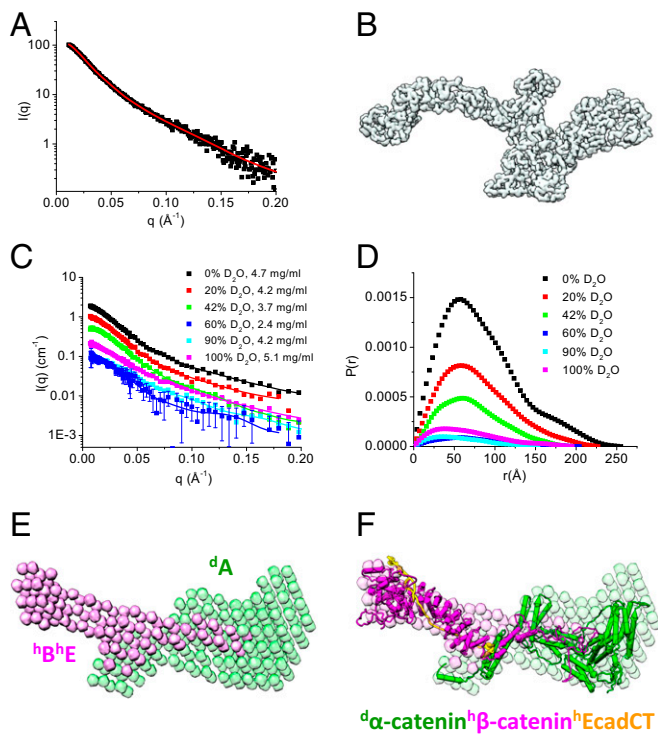 A
B
I(q)
100
10
1
0.00 0.05 0.10 0.15 0.20
q (Å⁻¹)
C
D
I(q) (cm⁻¹)
10
1
0.1
0.01
1E-3
0.00 0.05 0.10 0.15 0.20
q (Å⁻¹)
0% D₂O, 4.7 mg/ml
20% D₂O, 4.2 mg/ml
42% D₂O, 3.7 mg/ml
60% D₂O, 2.4 mg/ml
90% D₂O, 4.2 mg/ml
100% D₂O, 5.1 mg/ml
P(r)
0.0015
0.0010
0.0005
0.0000
0 50 100 150 200 250
r(Å)
0% D₂O
20% D₂O
42% D₂O
60% D₂O
90% D₂O
100% D₂O
E
F
ᵈA
ʰBʰE
ᵈα-cateninʰβ-cateninʰEcadCT